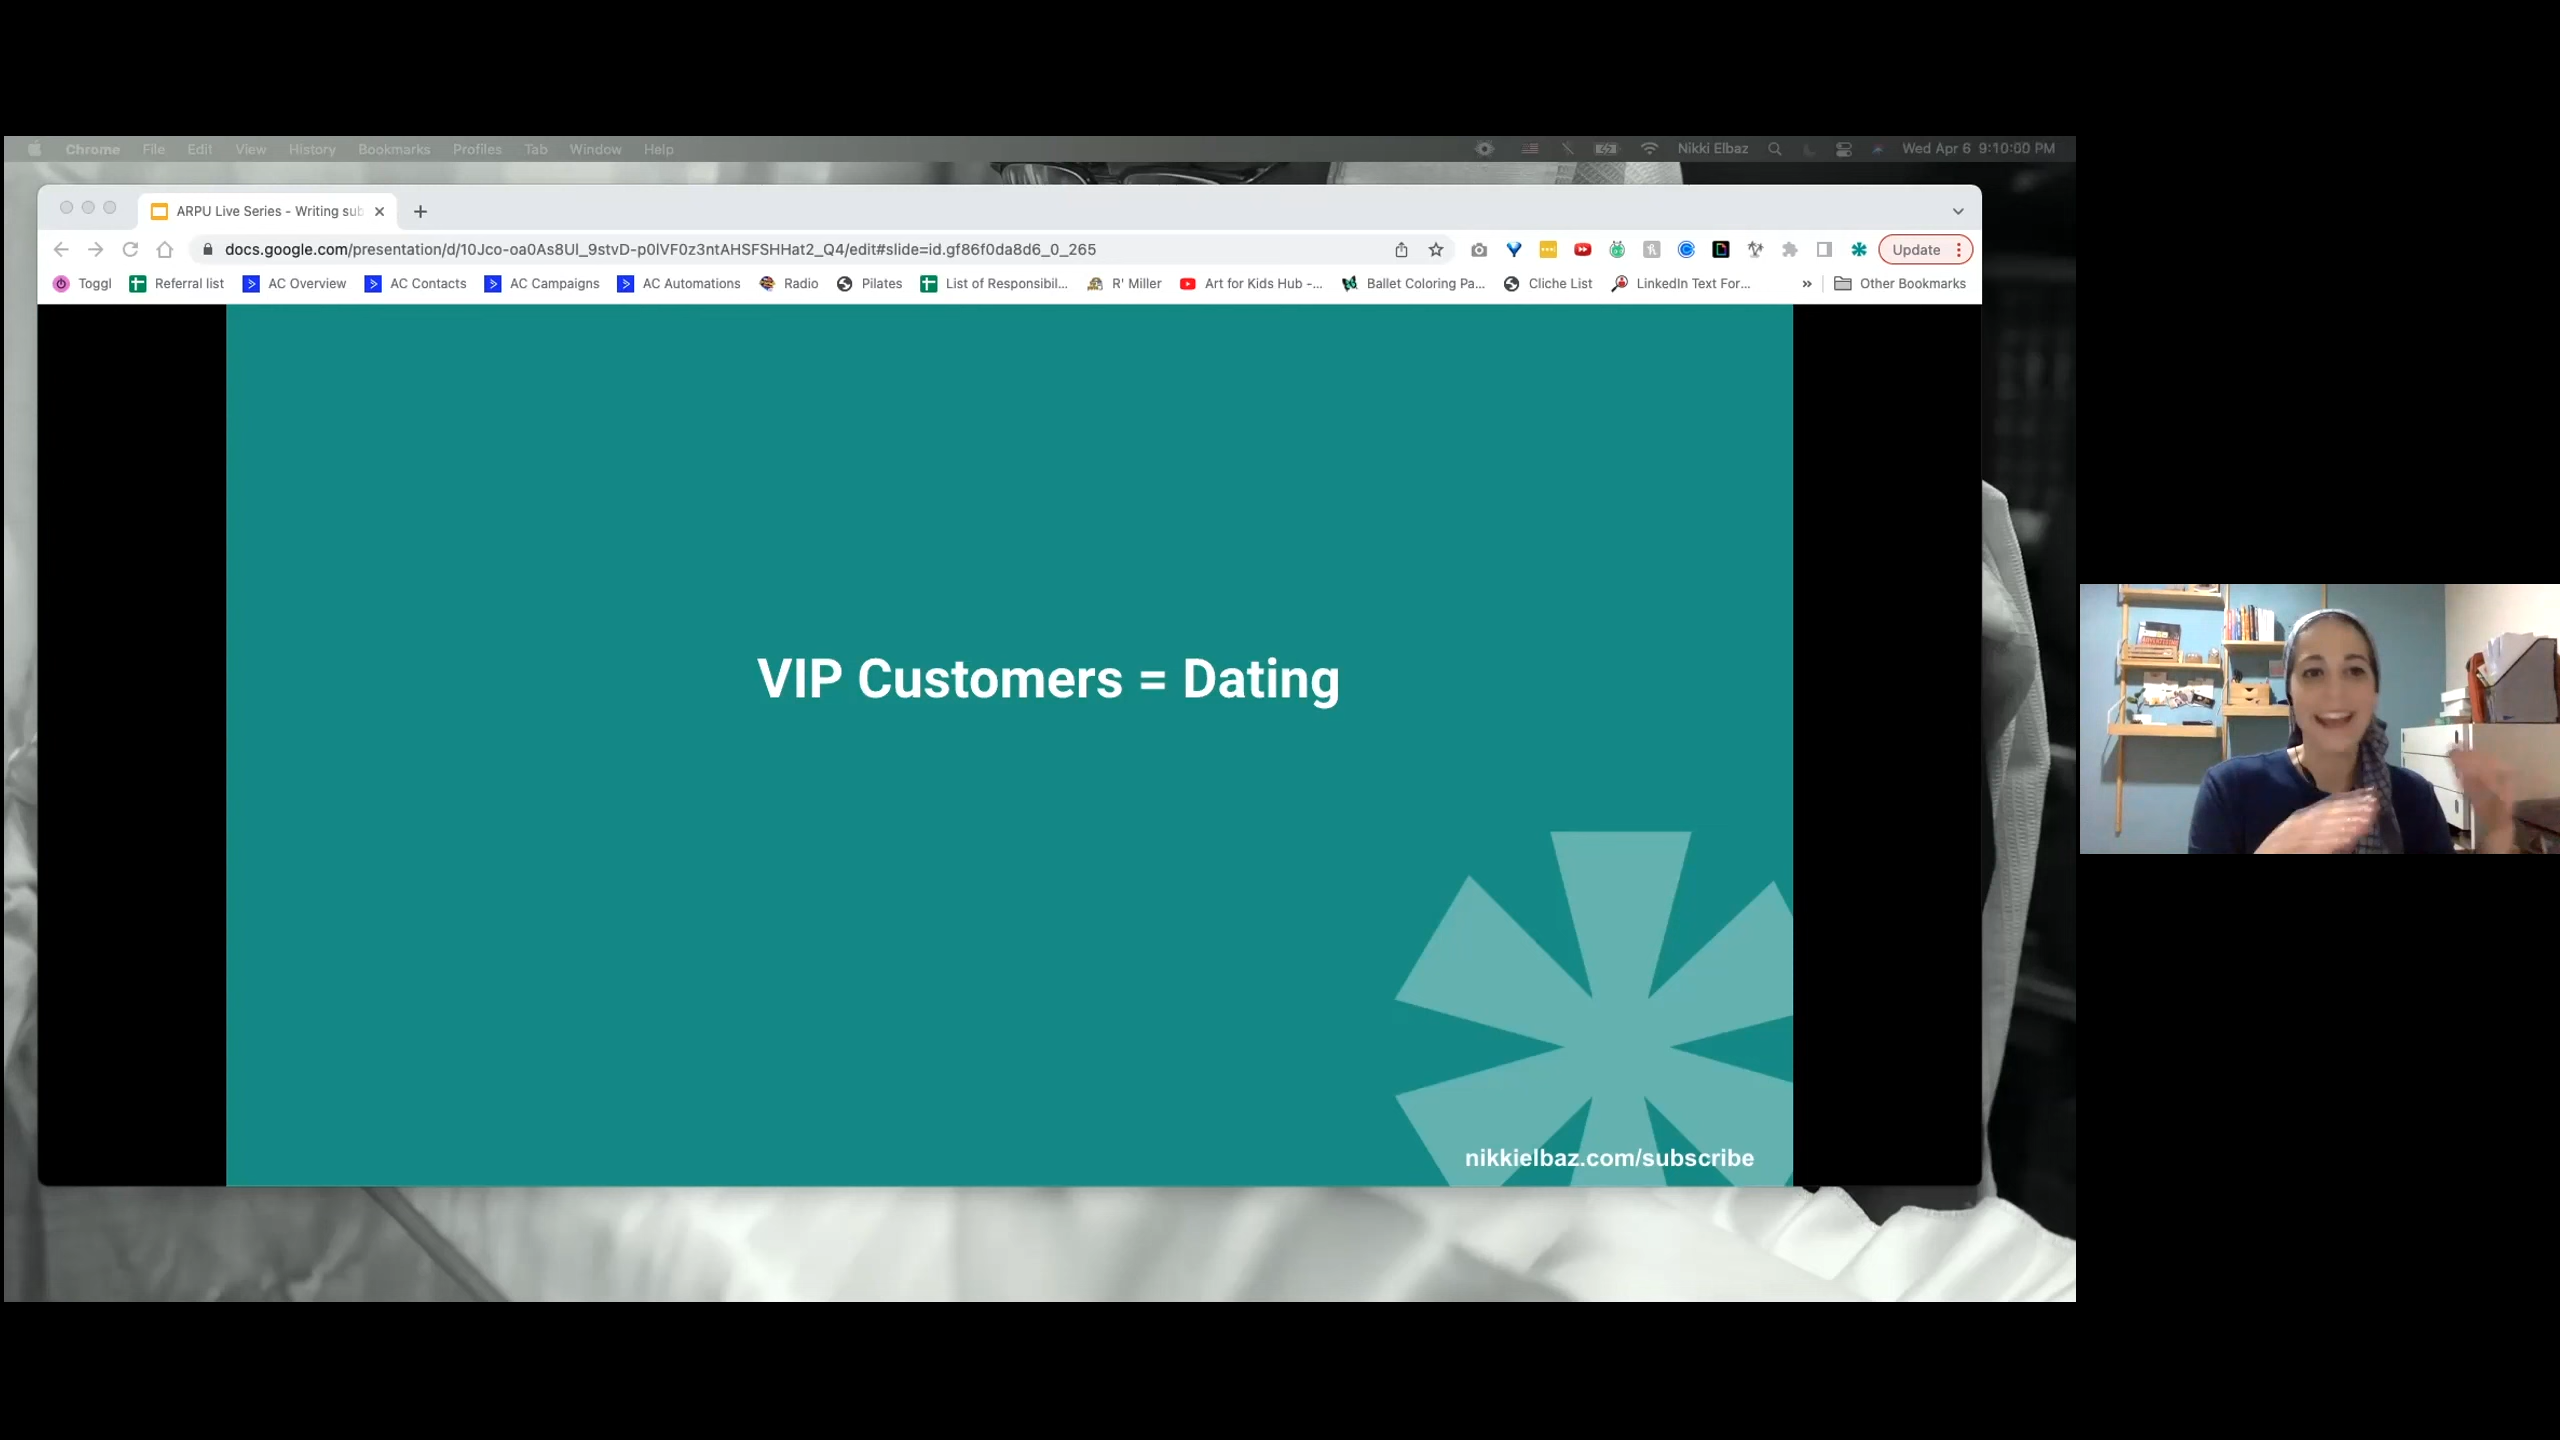 Chrome File Edit View History Bookmarks Profiles Tab Window Help Nikki Elbaz Wed Apr 6 9:10:00 PM
ARPU Live Series - Writing sub
docs.google.com/presentation/d/10Jco-oa0As8UI_9stvD-p0lVF0z3ntAHSFSHHat2_Q4/edit#slide=id.gf86f0da8d6_0_265 Update
Toggl Referral list AC Overview AC Contacts AC Campaigns AC Automations Radio Pilates List of Responsibil... R' Miller Art for Kids Hub -... Ballet Coloring Pa... Cliche List LinkedIn Text For... » Other Bookmarks
VIP Customers = Dating
nikkielbaz.com/subscribe